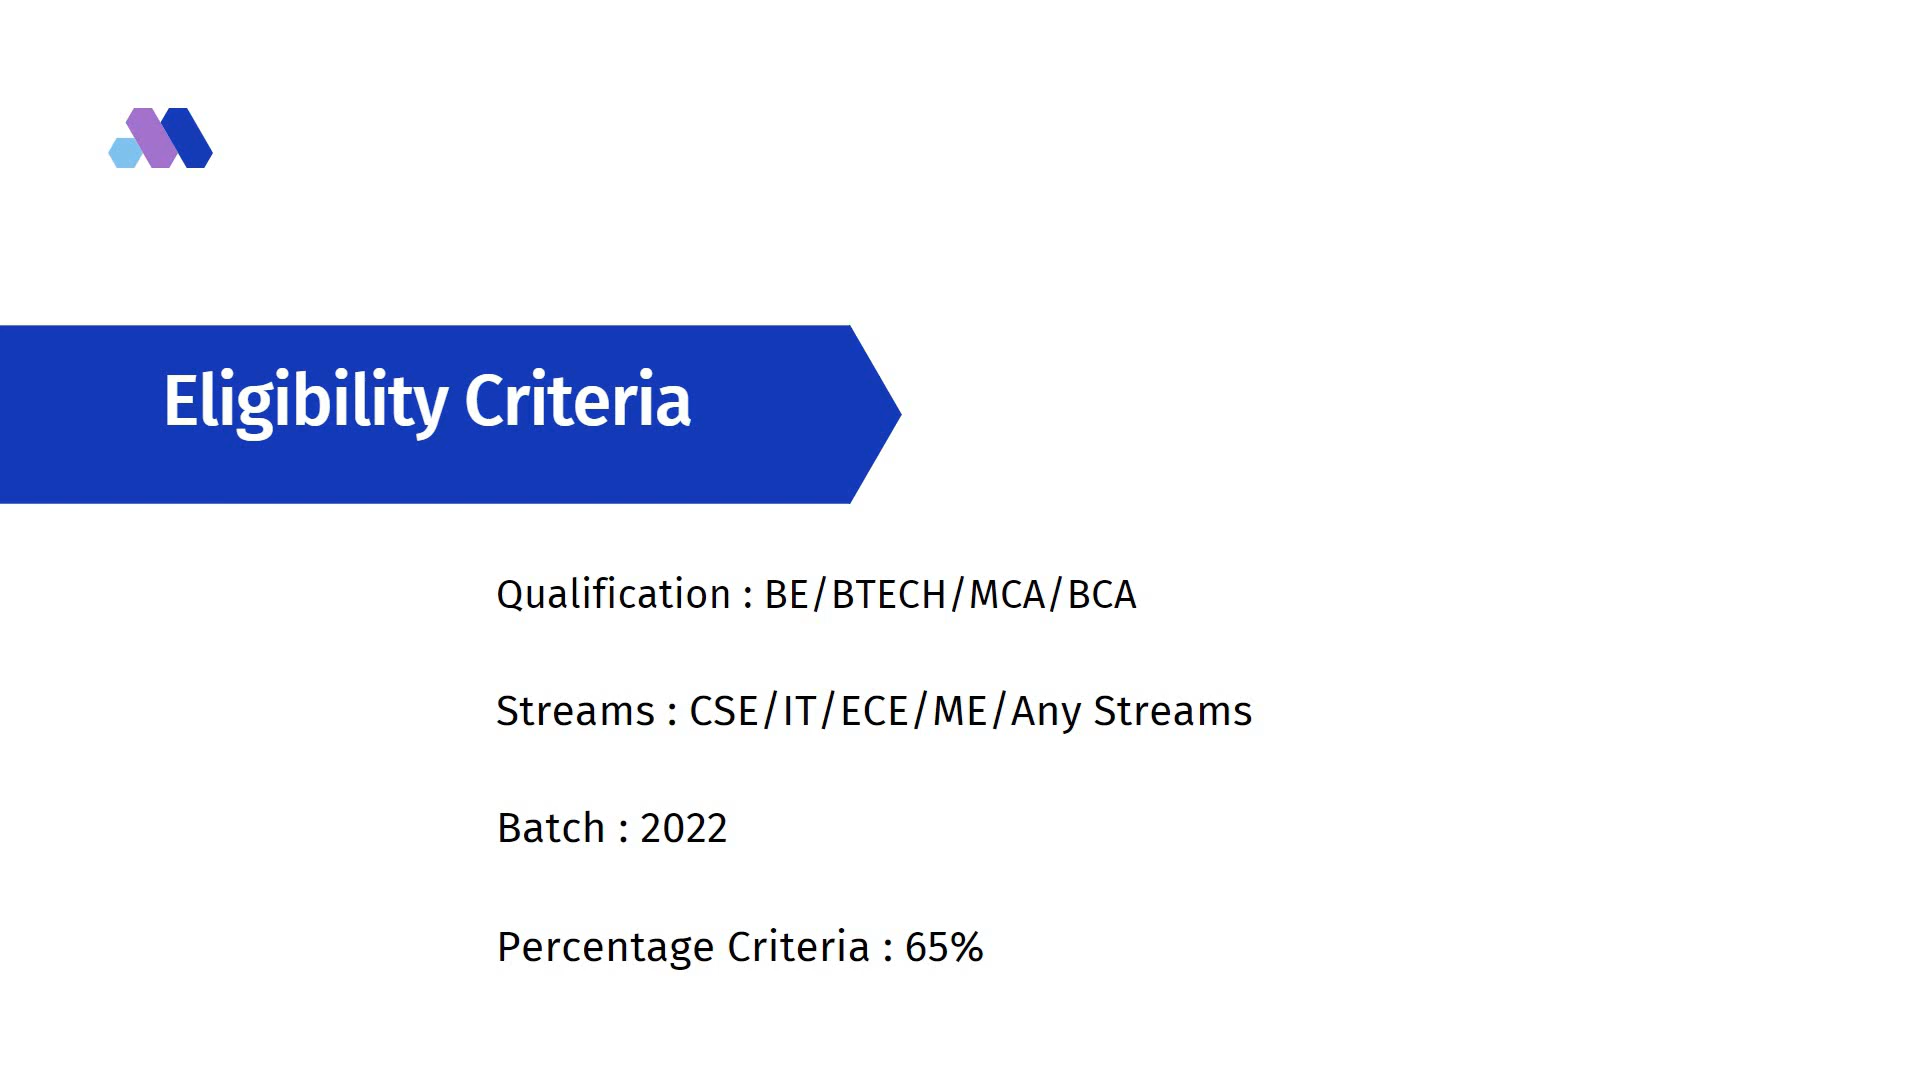 Eligibility Criteria
Qualification : BE/BTECH/MCA/BCA
Streams : CSE/IT/ECE/ME/Any Streams
Batch : 2022
Percentage Criteria : 65%